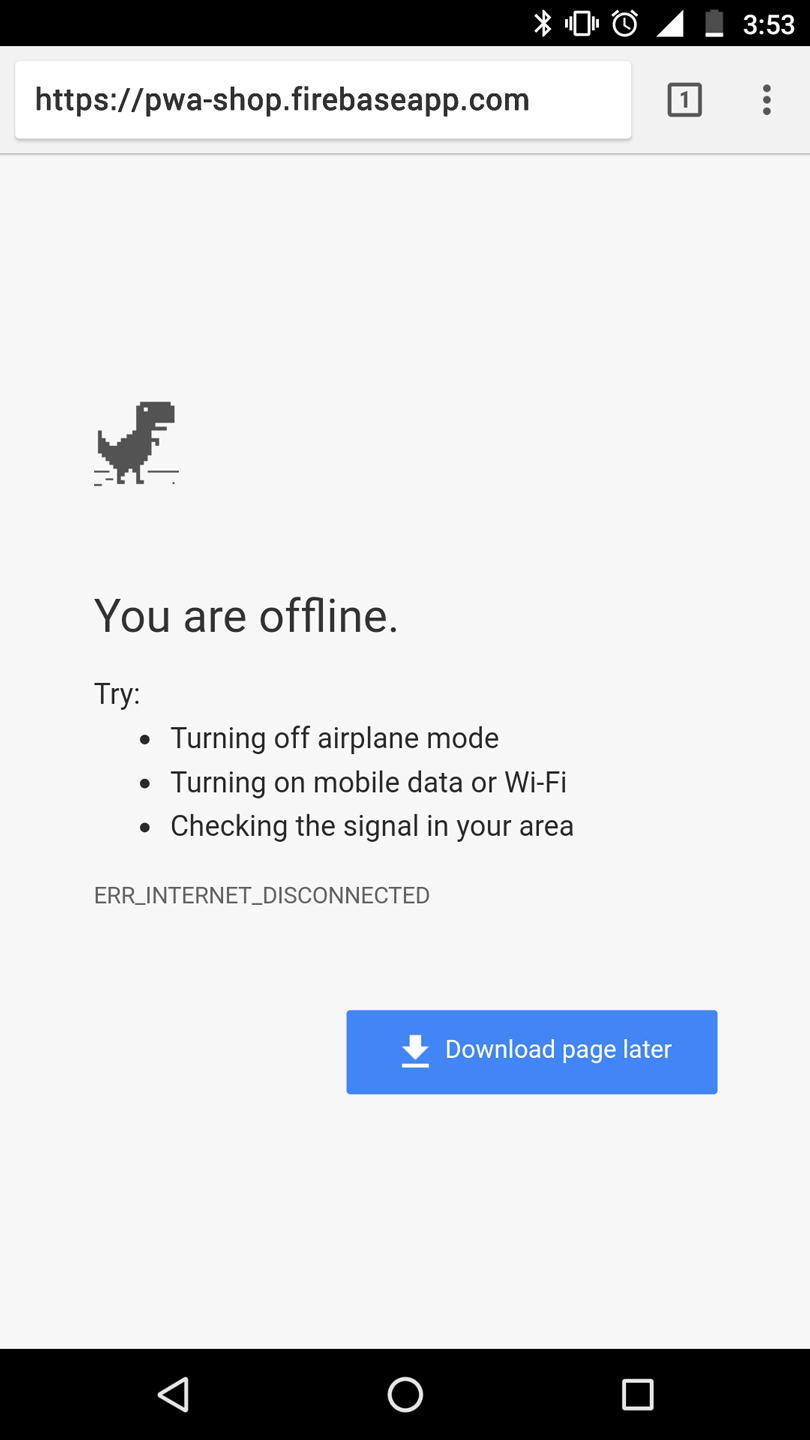 3:53
https://pwa-shop.firebaseapp.com
1
You are offline.
Try:
• Turning off airplane mode
• Turning on mobile data or Wi-Fi
• Checking the signal in your area
ERR_INTERNET_DISCONNECTED
Download page later